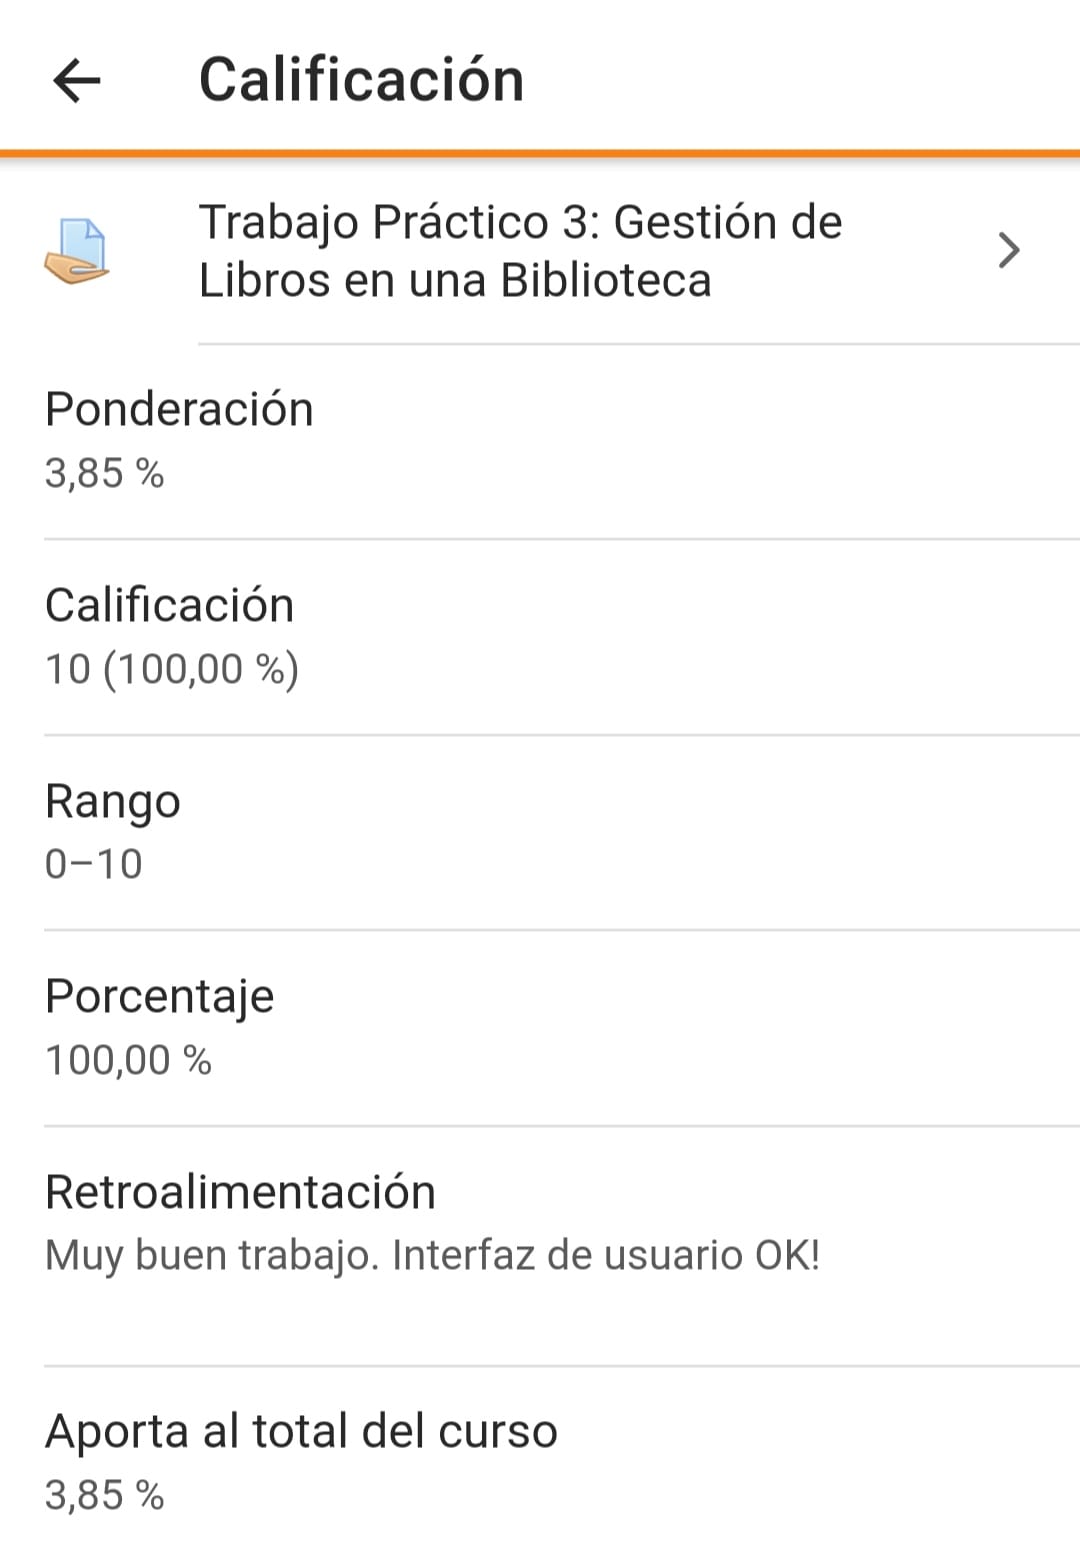 Calificación
Trabajo Práctico 3: Gestión de
Libros en una Biblioteca
Ponderación
3,85 %
Calificación
10 (100,00 %)
Rango
0–10
Porcentaje
100,00 %
Retroalimentación
Muy buen trabajo. Interfaz de usuario OK!
Aporta al total del curso
3,85 %